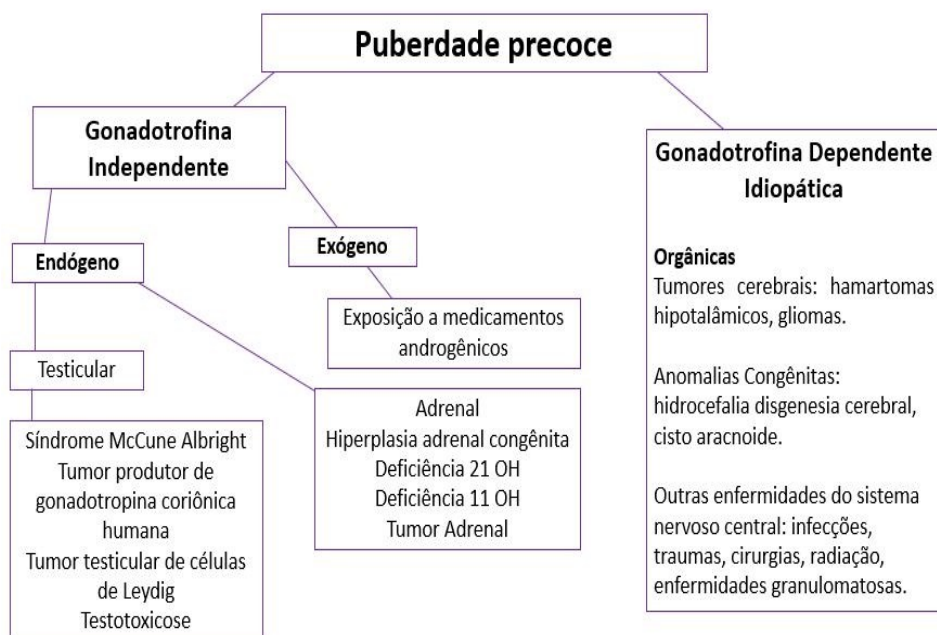 Puberdade precoce
Gonadotrofina
Independente
Endógeno
Testicular
Síndrome McCune Albright
Tumor produtor de
gonadotropina coriônica
humana
Tumor testicular de células
de Leydig
Testotoxicose
Exógeno
Exposição a medicamentos
androgênicos
Adrenal
Hiperplasia adrenal congênita
Deficiência 21 OH
Deficiência 11 OH
Tumor Adrenal
Gonadotrofina Dependente
Idiopática
Orgânicas
Tumores cerebrais: hamartomas
hipotalâmicos, gliomas.
Anomalias Congênitas:
hidrocefalia disgenesia cerebral,
cisto aracnoide.
Outras enfermidades do sistema
nervoso central: infecções,
traumas, cirurgias, radiação,
enfermidades granulomatosas.